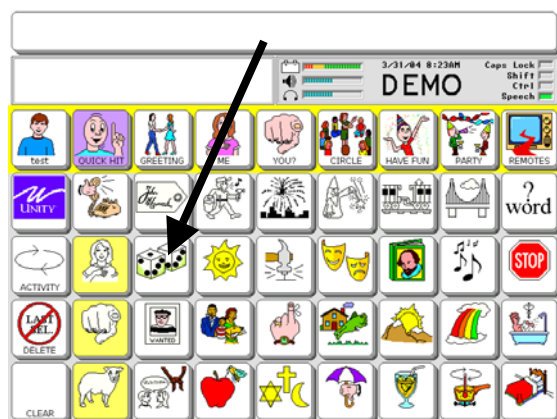 3/31/04 8:23AM
DEMO
Caps Lock
Shift
Ctrl
Speech
test
QUICK HIT
GREETING
ME
YOU?
CIRCLE
HAVE FUN
PARTY
REMOTES
UNITY
?
word
ACTIVITY
STOP
LAST
SEL.
DELETE
WANTED
CLEAR